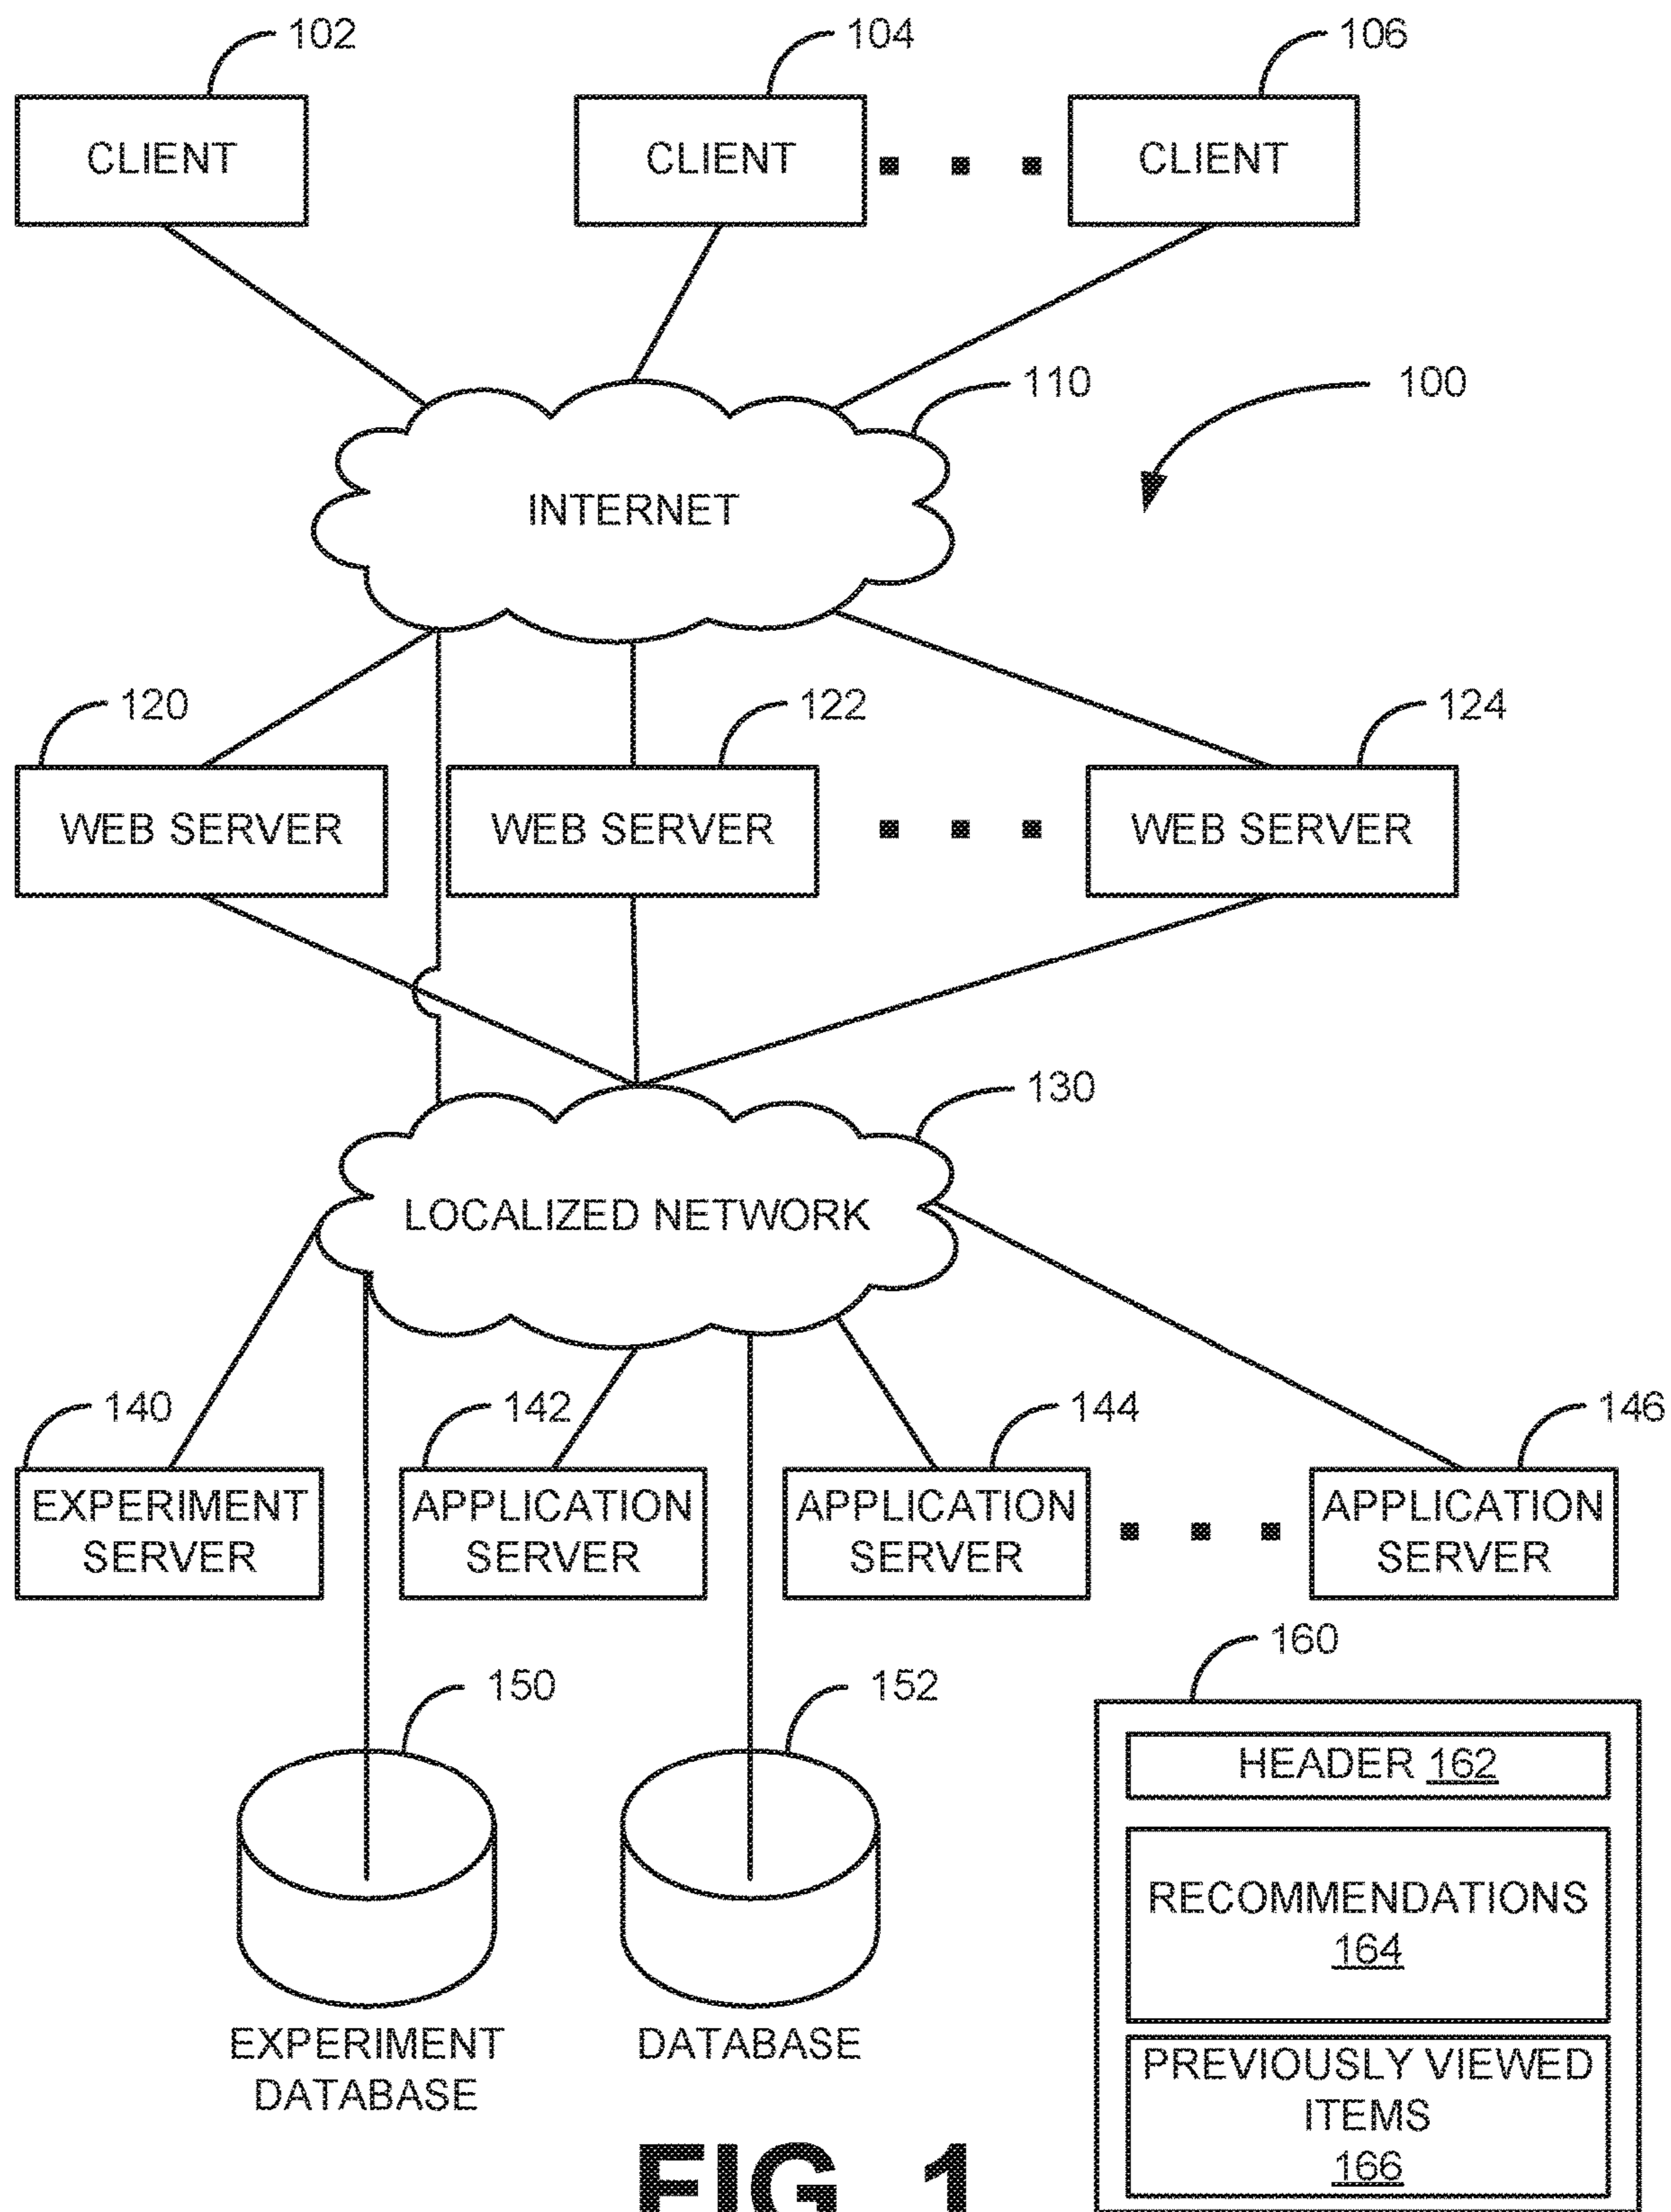 102
104
106
CLIENT
CLIENT
CLIENT
110
100
INTERNET
120
122
124
WEB SERVER
WEB SERVER
WEB SERVER
130
LOCALIZED NETWORK
140
142
144
146
EXPERIMENT
SERVER
APPLICATION
SERVER
APPLICATION
SERVER
APPLICATION
SERVER
150
152
160
HEADER 162
RECOMMENDATIONS
164
PREVIOUSLY VIEWED
ITEMS
166
EXPERIMENT
DATABASE
DATABASE
FIG. 1